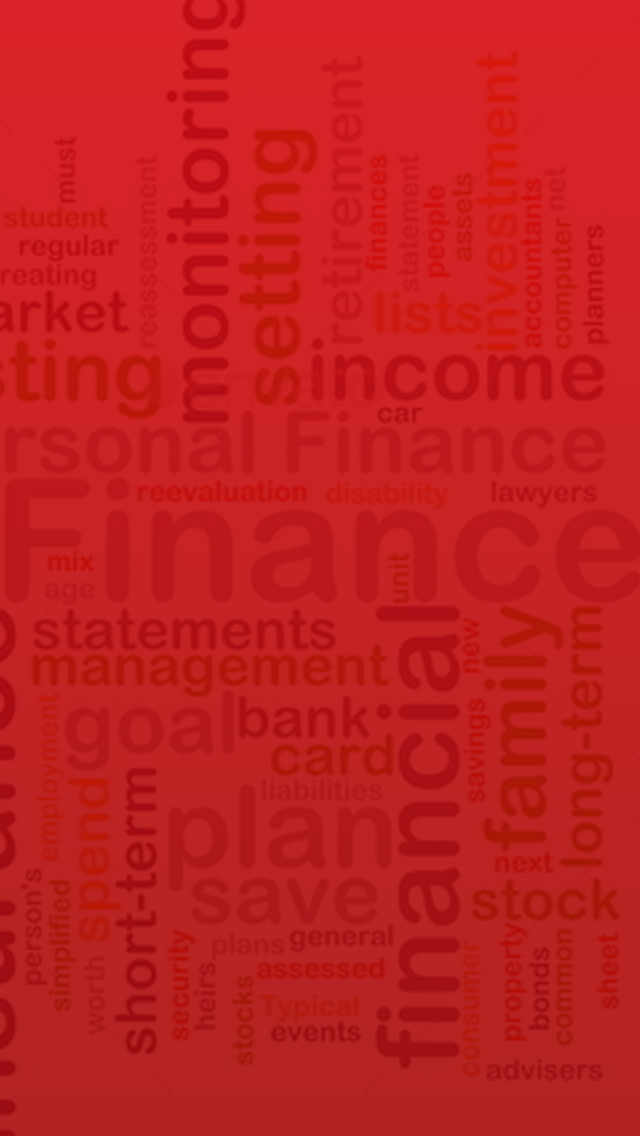 monitoring
must
reassessment
setting
retirement
finances
statement
people
assets
investment
accountants
net
computer
planners
student
regular
reating
arket
lists
sting
income
car
rsonal Finance
reevaluation
disability
lawyers
Finance
mix
age
unit
statements
management
financial
new
family
long-term
goal
bank
card
savings
employment
spend
short-term
liabilities
plan
save
next
stock
person's
simplified
worth
security
heirs
plans
general
assessed
stocks
Typical
events
consumer
property
bonds
common
sheet
advisers